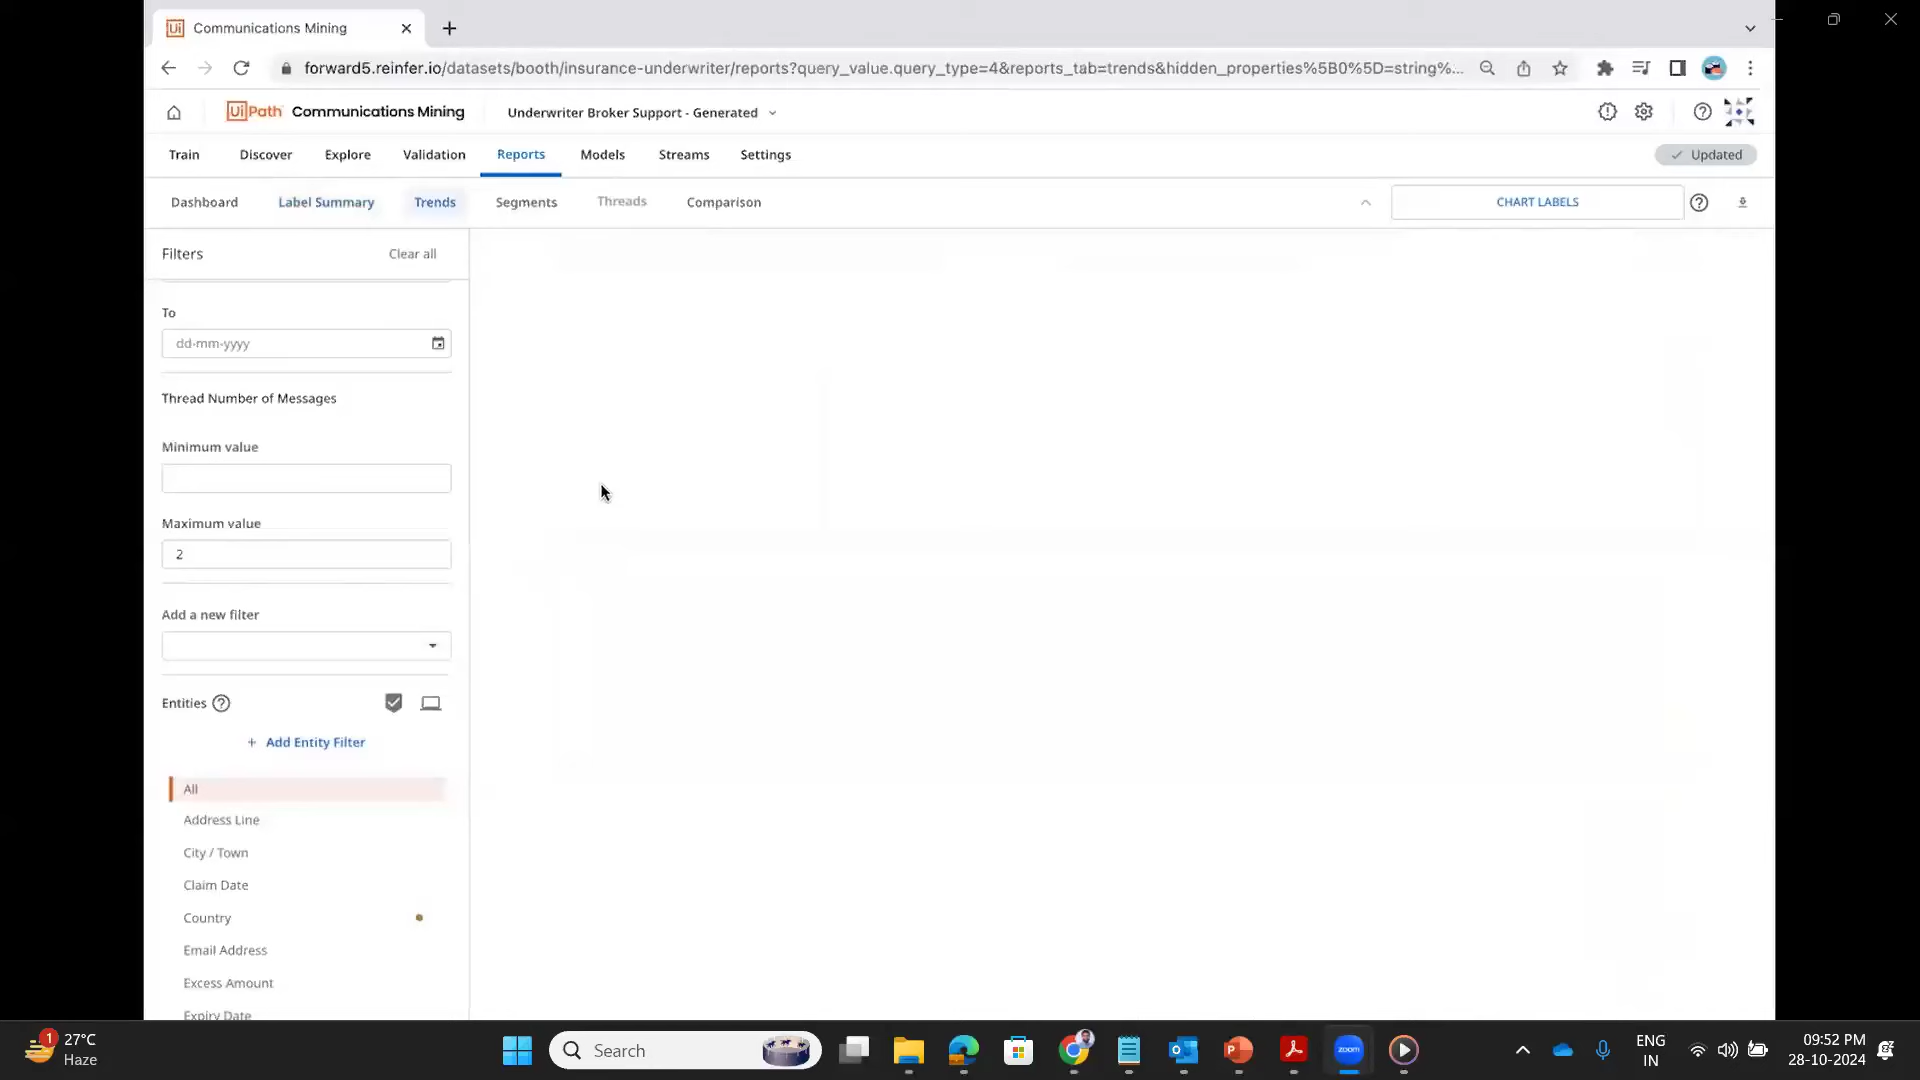 Communications Mining
forward5.reinfer.io/datasets/booth/insurance-underwriter/reports?query_value.query_type=4&reports_tab=trends&hidden_properties%5B0%5D=string%...
UiPath Communications Mining
Underwriter Broker Support - Generated
Train
Discover
Explore
Validation
Reports
Models
Streams
Settings
Updated
Dashboard
Label Summary
Trends
Segments
Threads
Comparison
CHART LABELS
Filters
Clear all
To
dd-mm-yyyy
Thread Number of Messages
Minimum value
Maximum value
2
Add a new filter
Entities
+ Add Entity Filter
All
Address Line
City / Town
Claim Date
Country
Email Address
Excess Amount
Expiry Date
1
27°C
Haze
Search
zoom
ENG
IN
09:52 PM
28-10-2024